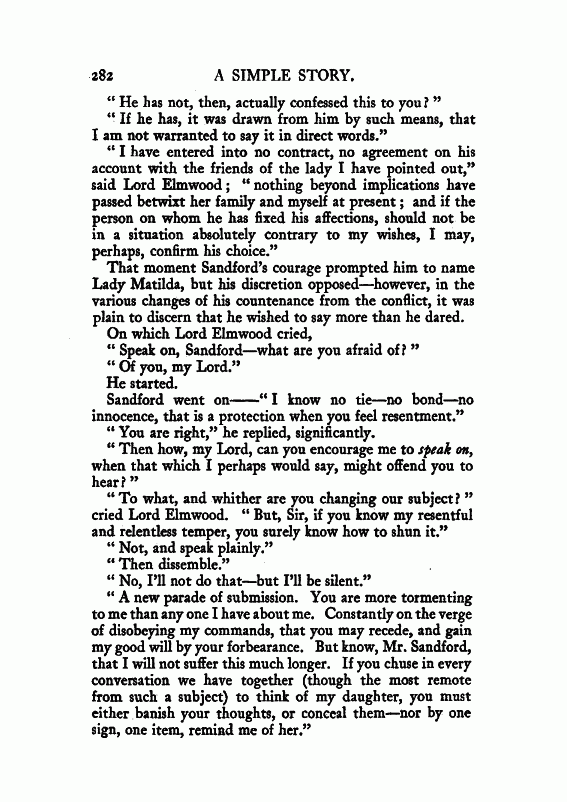 282 A SIMPLE STORY.
“ He has not, then, actually confessed this to you? ”
“ If he has, it was drawn from him by such means, that
I am not warranted to say it in direct words.”
“ I have entered into no contract, no agreement on his
account with the friends of the lady I have pointed out,”
said Lord Elmwood; “ nothing beyond implications have
passed betwixt her family and myself at present; and if the
person on whom he has fixed his affections, should not be
in a situation absolutely contrary to my wishes, I may,
perhaps, confirm his choice.”
That moment Sandford’s courage prompted him to name
Lady Matilda, but his discretion opposed—however, in the
various changes of his countenance from the conflict, it was
plain to discern that he wished to say more than he dared.
On which Lord Elmwood cried,
“ Speak on, Sandford—what are you afraid of? ”
“ Of you, my Lord.”
He started.
Sandford went on——“ I know no tie—no bond—no
innocence, that is a protection when you feel resentment.”
“ You are right,” he replied, significantly.
“ Then how, my Lord, can you encourage me to speak on,
when that which I perhaps would say, might offend you to
hear? ”
“ To what, and whither are you changing our subject? ”
cried Lord Elmwood. “ But, Sir, if you know my resentful
and relentless temper, you surely know how to shun it.”
“ Not, and speak plainly.”
“ Then dissemble.”
“ No, I’ll not do that—but I’ll be silent.”
“ A new parade of submission. You are more tormenting
to me than any one I have about me. Constantly on the verge
of disobeying my commands, that you may recede, and gain
my good will by your forbearance. But know, Mr. Sandford,
that I will not suffer this much longer. If you chuse in every
conversation we have together (though the most remote
from such a subject) to think of my daughter, you must
either banish your thoughts, or conceal them—nor by one
sign, one item, remind me of her.”